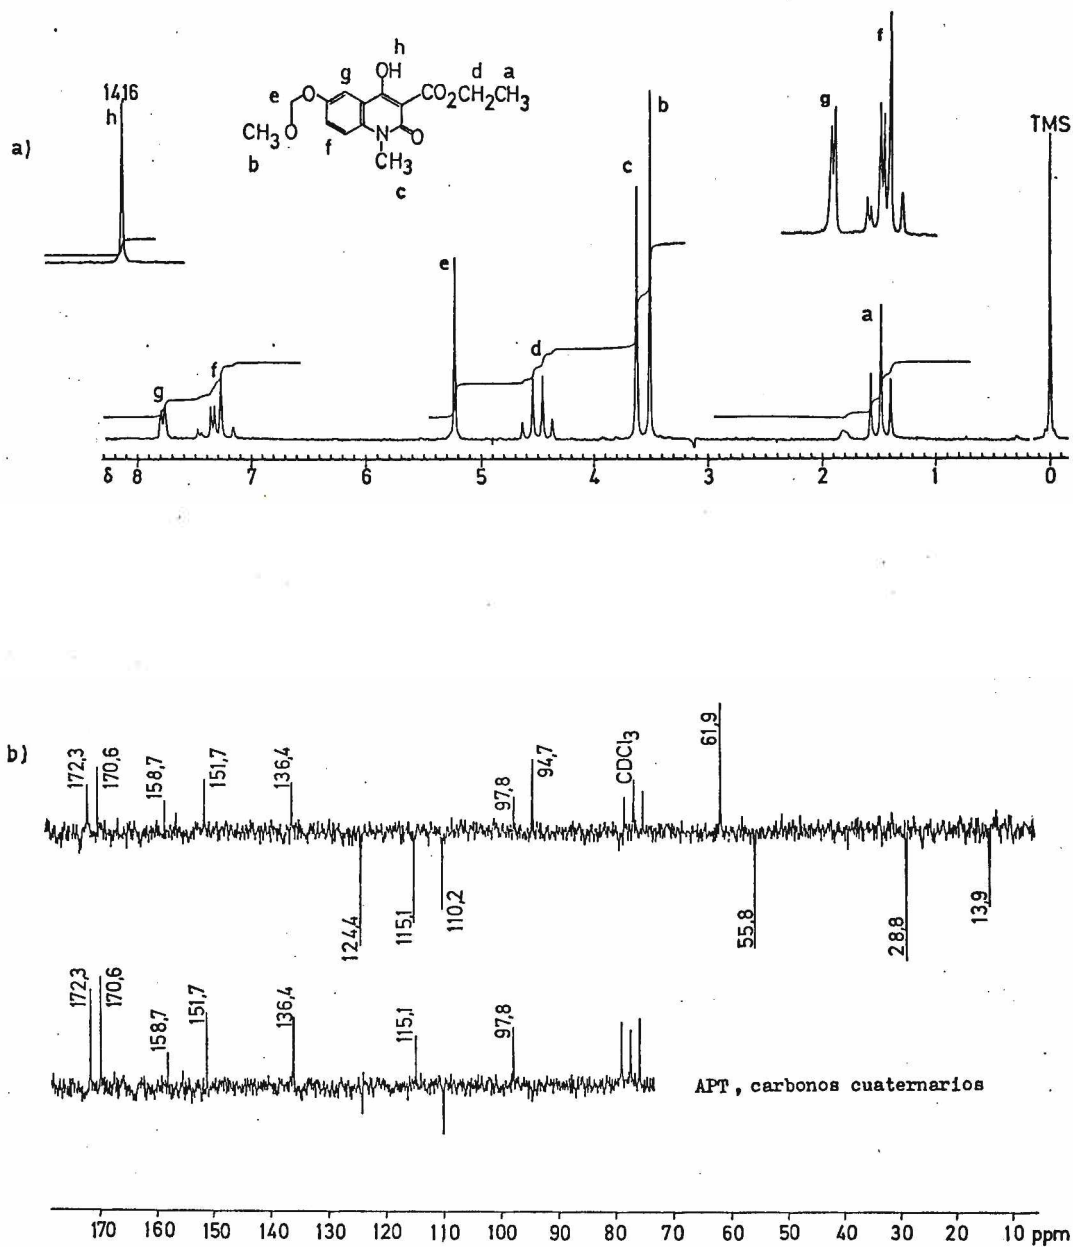 a)
14,16
h
h
OH
g
e
O
CO₂CH₂CH₃
d
a
CH₃
O
b
f
N
O
CH₃
c
g
f
TMS
g
f
e
d
c
b
a
δ 8 7 6 5 4 3 2 1 0
b)
172,3
170,6
158,7
151,7
136,4
97,8
94,7
CDCl₃
61,9
124,4
115,1
110,2
55,8
28,8
13,9
172,3
170,6
158,7
151,7
136,4
115,1
97,8
APT, carbonos cuaternarios
170 160 150 140 130 120 110 100 90 80 70 60 50 40 30 20 10 ppm